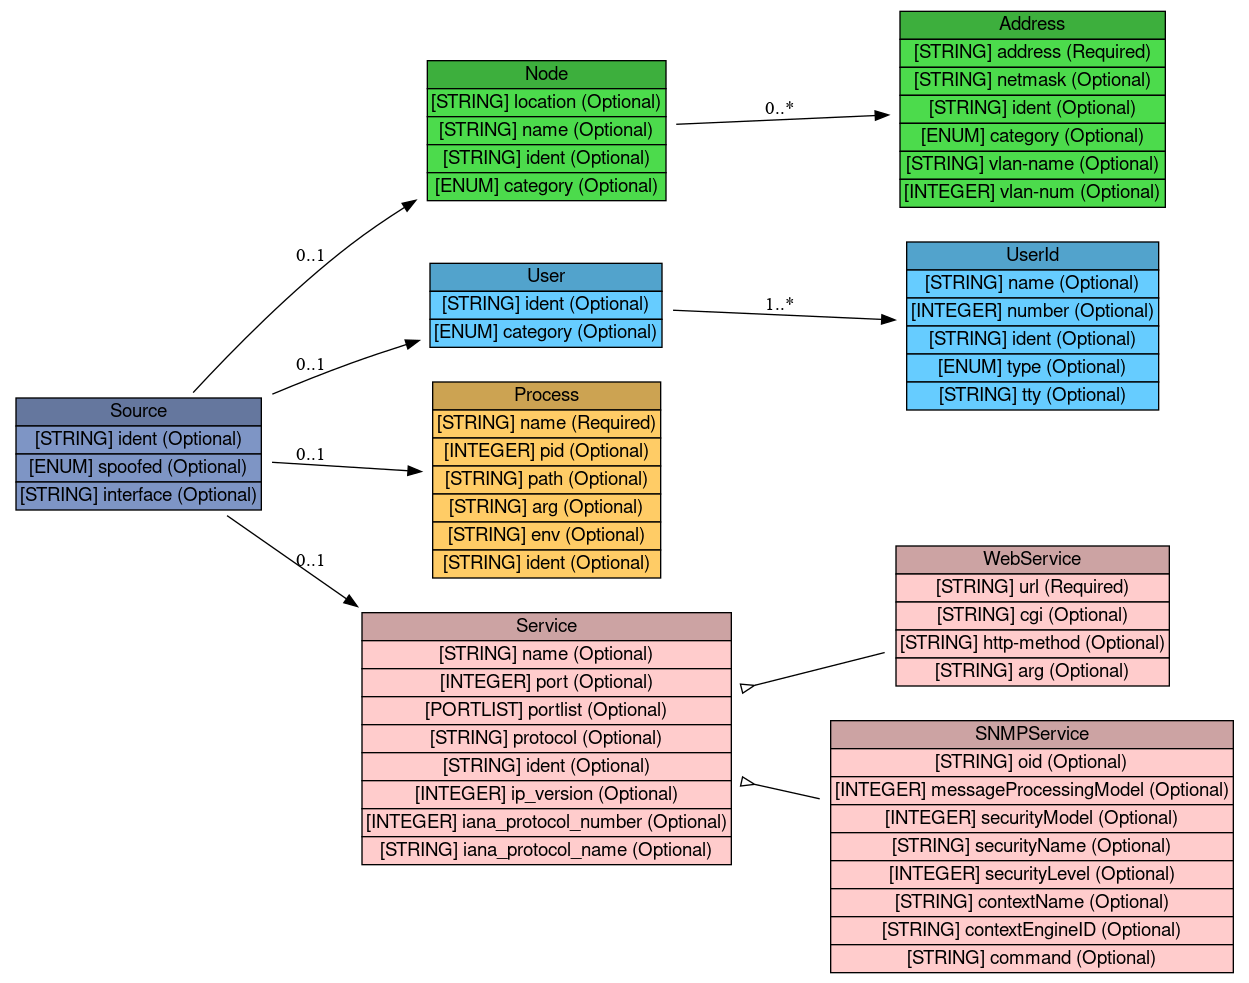 Address
[STRING] address (Required)
[STRING] netmask (Optional)
[STRING] ident (Optional)
[ENUM] category (Optional)
[STRING] vlan-name (Optional)
[INTEGER] vlan-num (Optional)
Node
[STRING] location (Optional)
[STRING] name (Optional)
[STRING] ident (Optional)
[ENUM] category (Optional)
0..*
0..1
User
[STRING] ident (Optional)
[ENUM] category (Optional)
1..*
UserId
[STRING] name (Optional)
[INTEGER] number (Optional)
[STRING] ident (Optional)
[ENUM] type (Optional)
[STRING] tty (Optional)
0..1
Source
[STRING] ident (Optional)
[ENUM] spoofed (Optional)
[STRING] interface (Optional)
0..1
Process
[STRING] name (Required)
[INTEGER] pid (Optional)
[STRING] path (Optional)
[STRING] arg (Optional)
[STRING] env (Optional)
[STRING] ident (Optional)
0..1
Service
[STRING] name (Optional)
[INTEGER] port (Optional)
[PORTLIST] portlist (Optional)
[STRING] protocol (Optional)
[STRING] ident (Optional)
[INTEGER] ip_version (Optional)
[INTEGER] iana_protocol_number (Optional)
[STRING] iana_protocol_name (Optional)
WebService
[STRING] url (Required)
[STRING] cgi (Optional)
[STRING] http-method (Optional)
[STRING] arg (Optional)
SNMPService
[STRING] oid (Optional)
[INTEGER] messageProcessingModel (Optional)
[INTEGER] securityModel (Optional)
[STRING] securityName (Optional)
[INTEGER] securityLevel (Optional)
[STRING] contextName (Optional)
[STRING] contextEngineID (Optional)
[STRING] command (Optional)